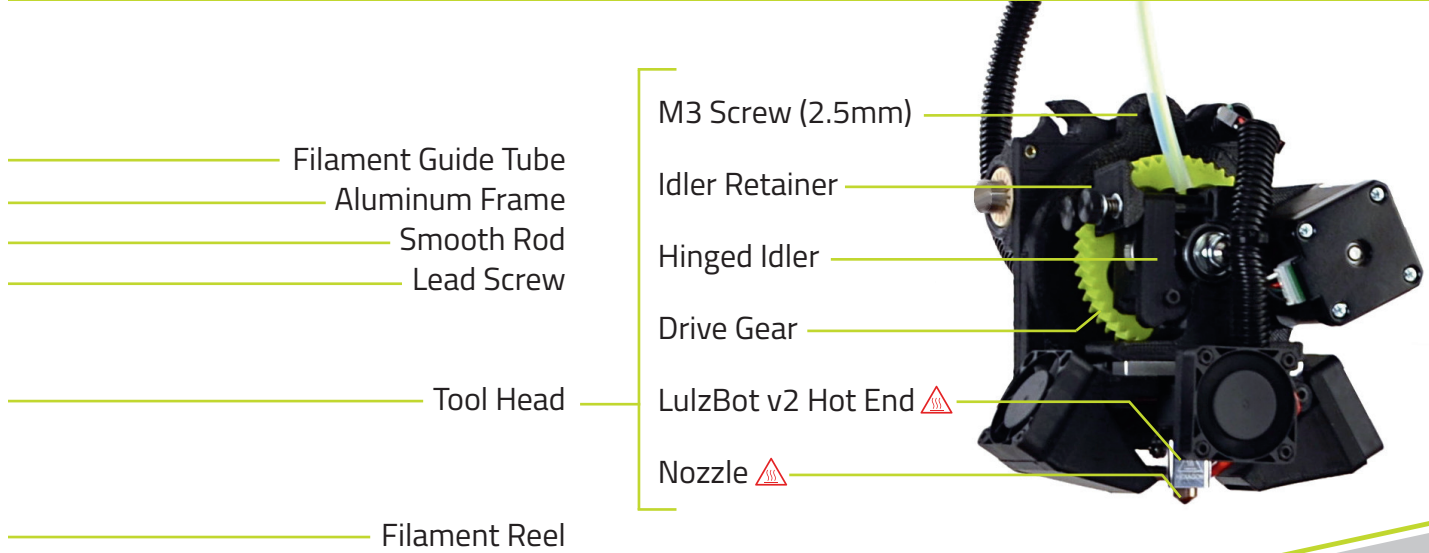 Filament Guide Tube
Aluminum Frame
Smooth Rod
Lead Screw
Tool Head
Filament Reel
M3 Screw (2.5mm)
Idler Retainer
Hinged Idler
Drive Gear
LulzBot v2 Hot End
Nozzle